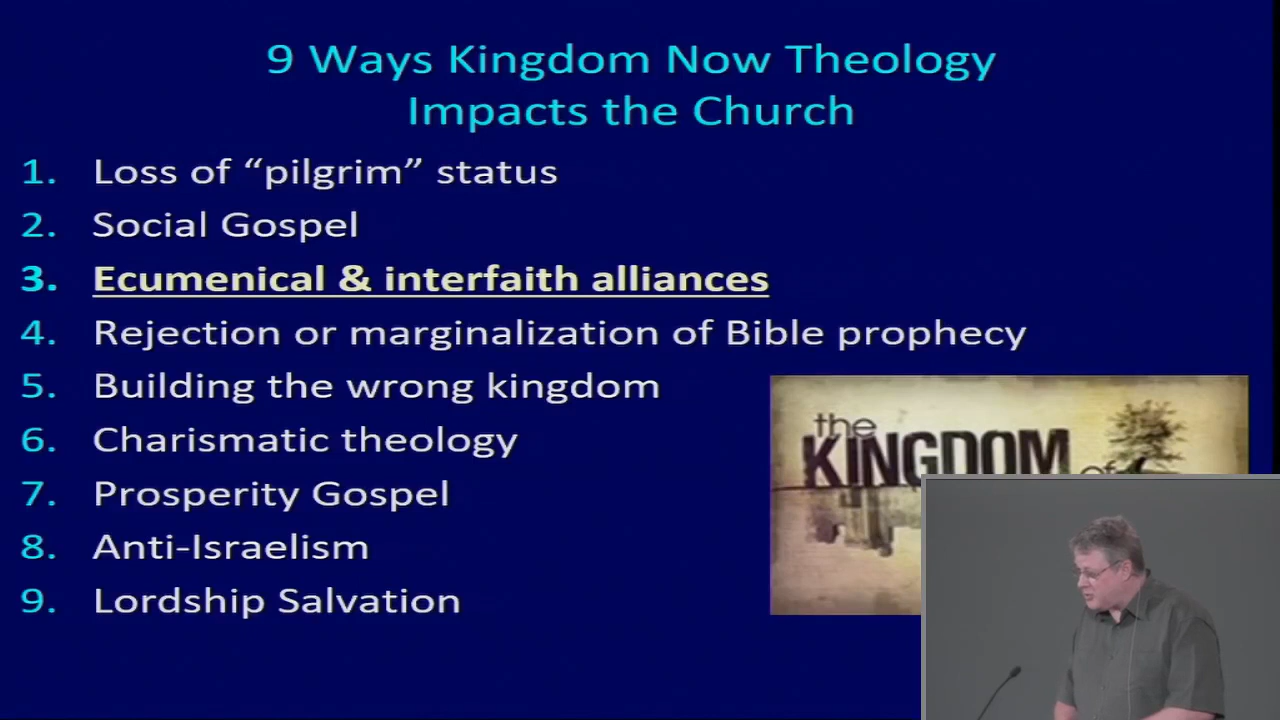 9 Ways Kingdom Now Theology
Impacts the Church
1. Loss of “pilgrim” status
2. Social Gospel
3. Ecumenical & interfaith alliances
4. Rejection or marginalization of Bible prophecy
5. Building the wrong kingdom
6. Charismatic theology
7. Prosperity Gospel
8. Anti-Israelism
9. Lordship Salvation
the
KINGDOM of